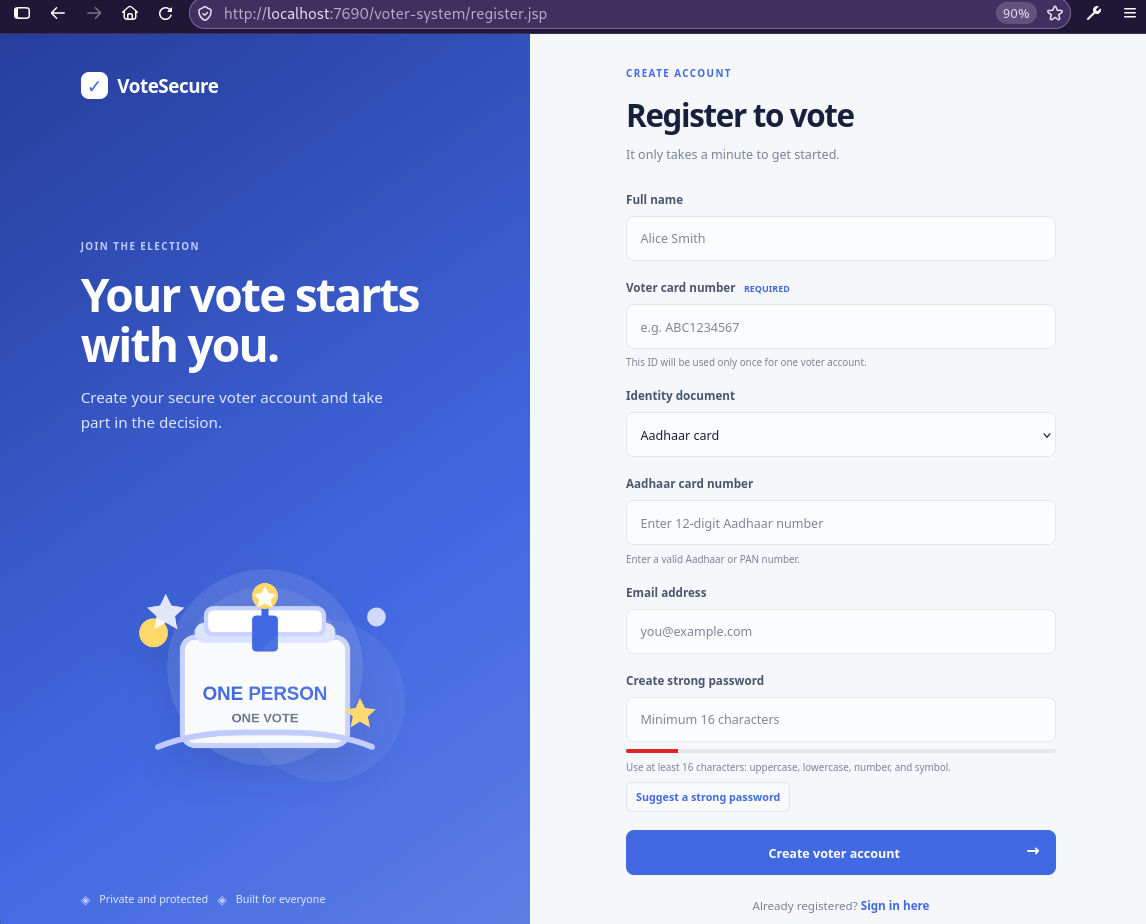 http://localhost:7690/voter-system/register.jsp
90%
✓ VoteSecure
JOIN THE ELECTION
Your vote starts
with you.
Create your secure voter account and take
part in the decision.
ONE PERSON
ONE VOTE
Private and protected
Built for everyone
CREATE ACCOUNT
Register to vote
It only takes a minute to get started.
Full name
Alice Smith
Voter card number REQUIRED
e.g. ABC1234567
This ID will be used only once for one voter account.
Identity document
Aadhaar card
Aadhaar card number
Enter 12-digit Aadhaar number
Enter a valid Aadhaar or PAN number.
Email address
you@example.com
Create strong password
Minimum 16 characters
Use at least 16 characters: uppercase, lowercase, number, and symbol.
Suggest a strong password
Create voter account →
Already registered? Sign in here